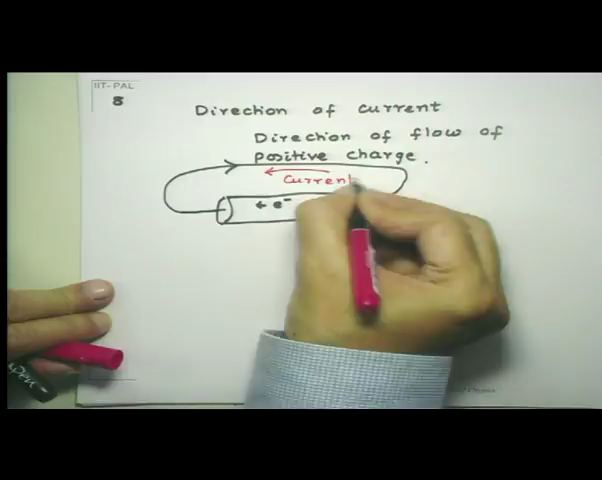 IIT-PAL
8
Direction of current
Direction of flow of
positive charge.
Current
← e⁻